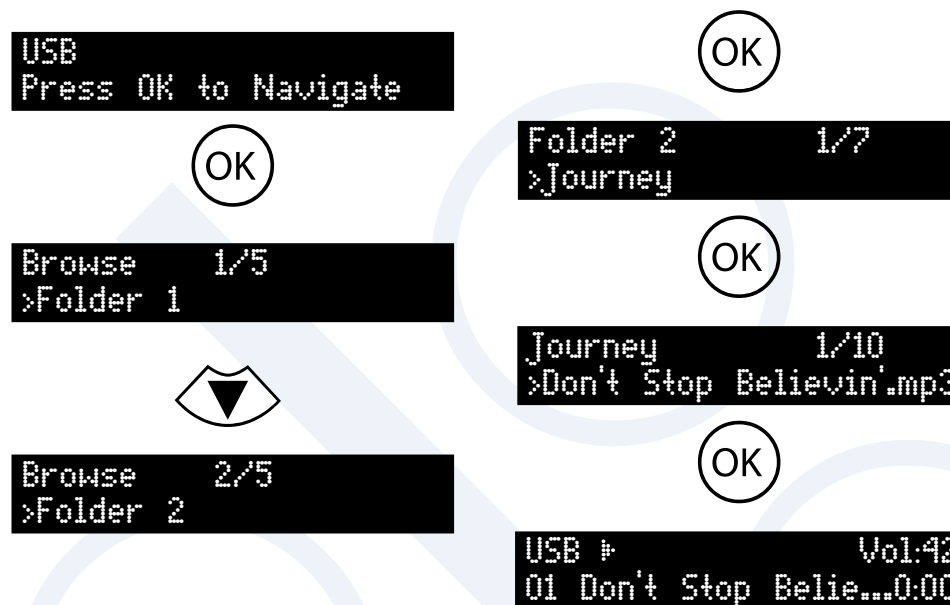 USB
Press OK to Navigate
OK
Browse 1/5
>Folder 1
Browse 2/5
>Folder 2
OK
Folder 2 1/7
>Journey
OK
Journey 1/10
>Don't Stop Believin'.mp3
OK
USB Vol:42
01 Don't Stop Belie...0:00